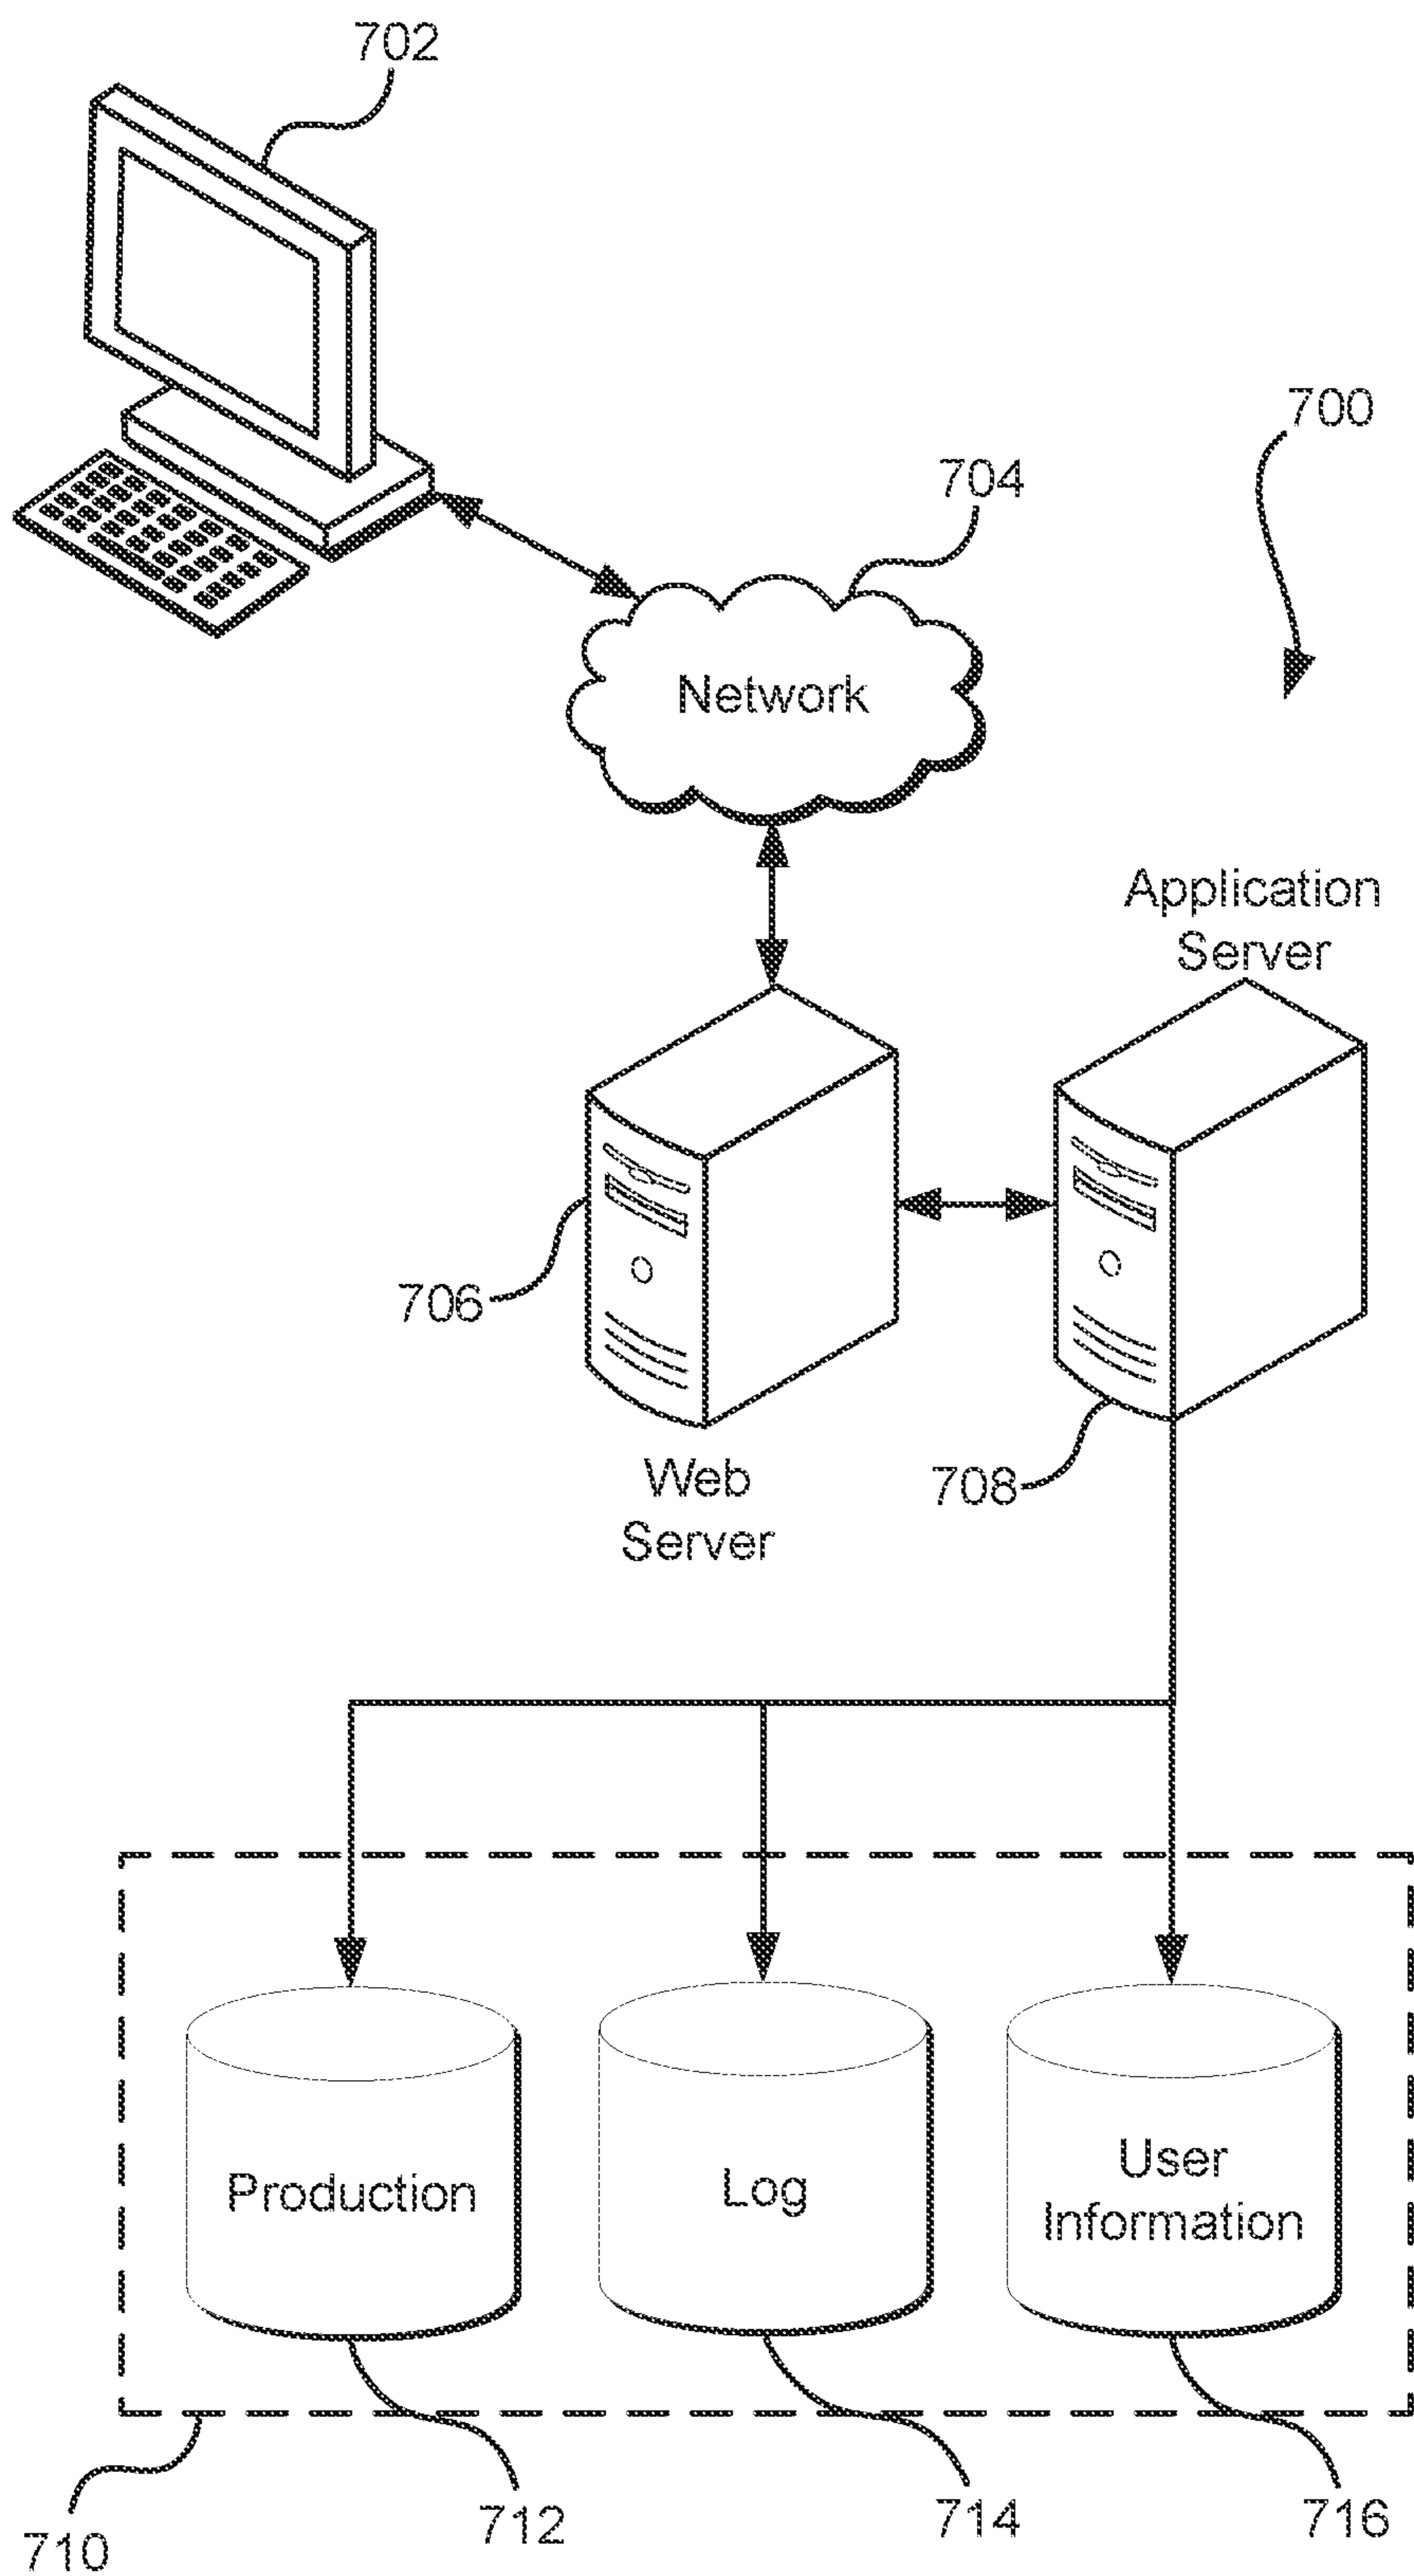 702
700
704
Network
Application
Server
706
Web
Server
708
Production
Log
User
Information
710
712
714
716